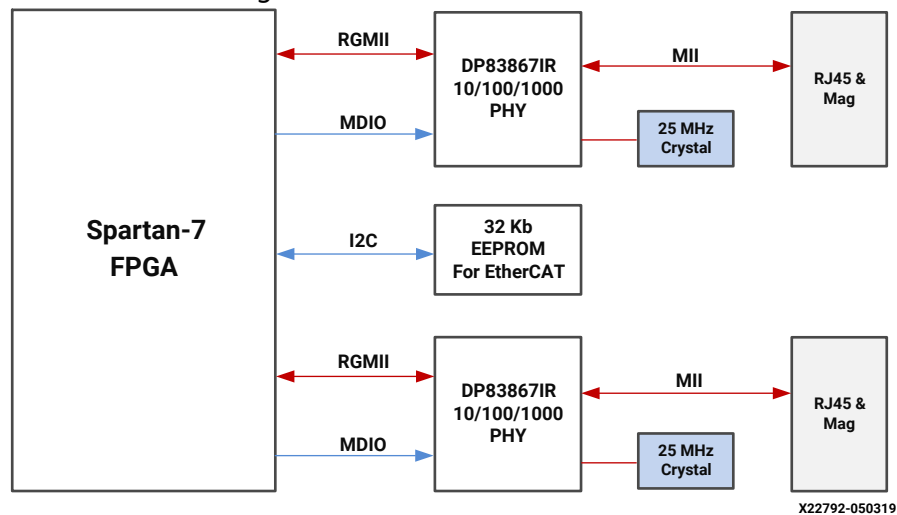 RGMII
DP83867IR
10/100/1000
PHY
MII
RJ45 &
Mag
MDIO
25 MHz
Crystal
Spartan-7
FPGA
I2C
32 Kb
EEPROM
For EtherCAT
RGMII
DP83867IR
10/100/1000
PHY
MII
RJ45 &
Mag
MDIO
25 MHz
Crystal
X22792-050319